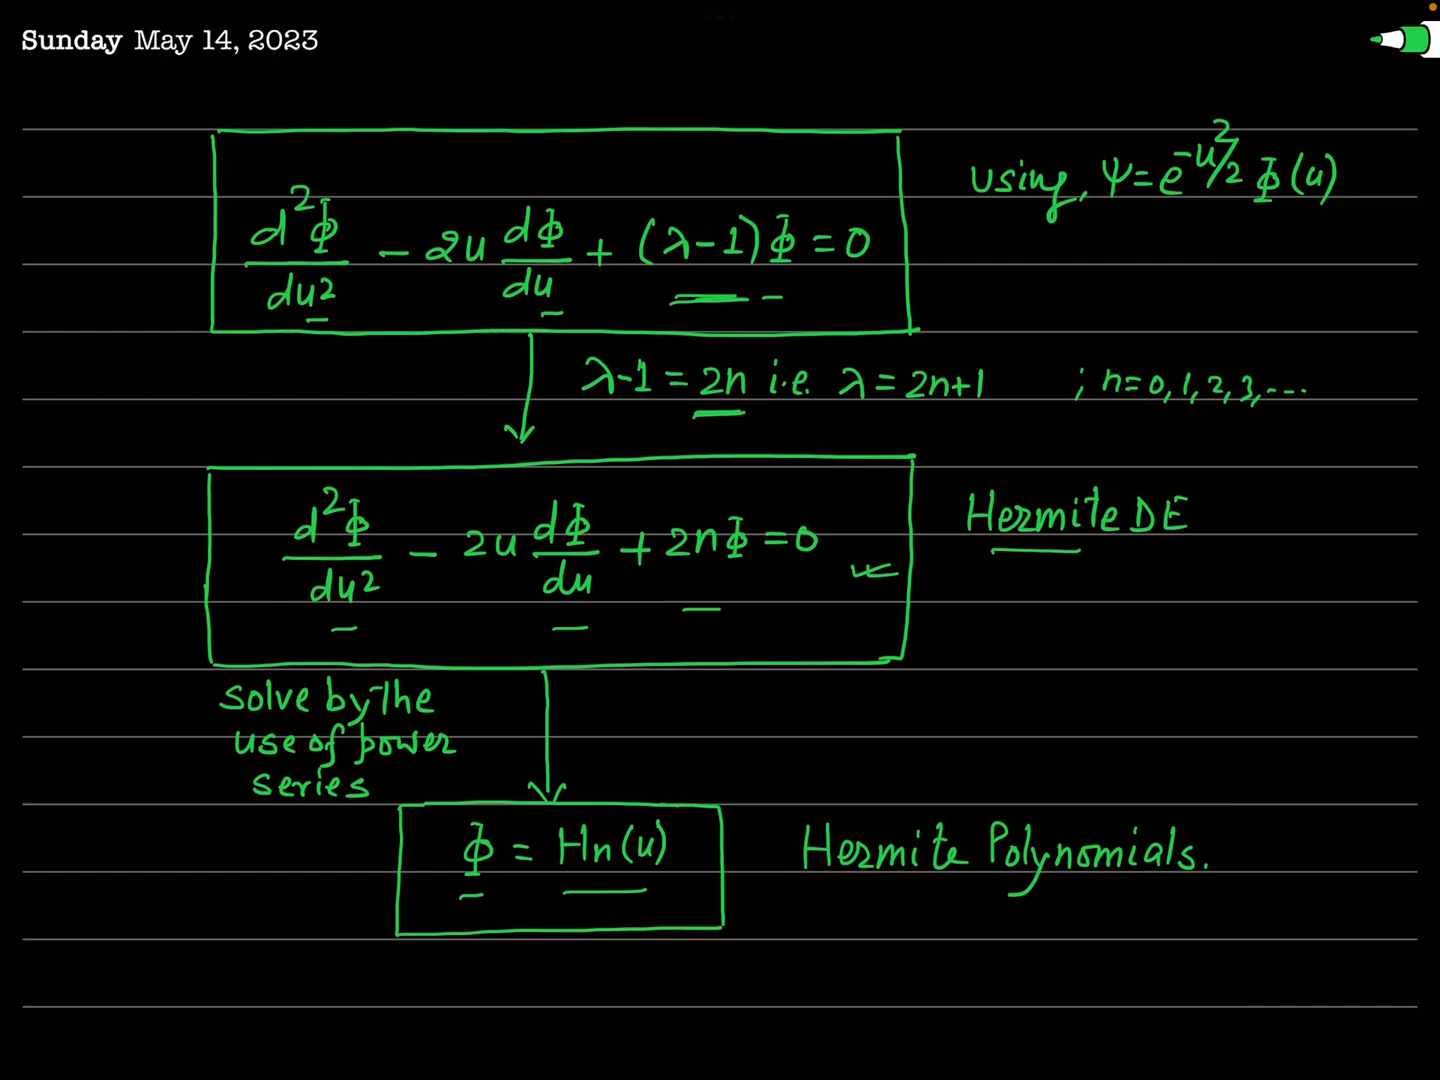 Sunday May 14, 2023
using, Ψ = e^{-u²/2} Φ(u)
d²Φ/du² - 2u dΦ/du + (λ-1)Φ = 0
λ-1 = 2n i.e. λ = 2n+1 ; n=0,1,2,3,....
d²Φ/du² - 2u dΦ/du + 2nΦ = 0
Hermite DE
solve by the
use of power
series
Φ = Hn(u)
Hermite Polynomials.